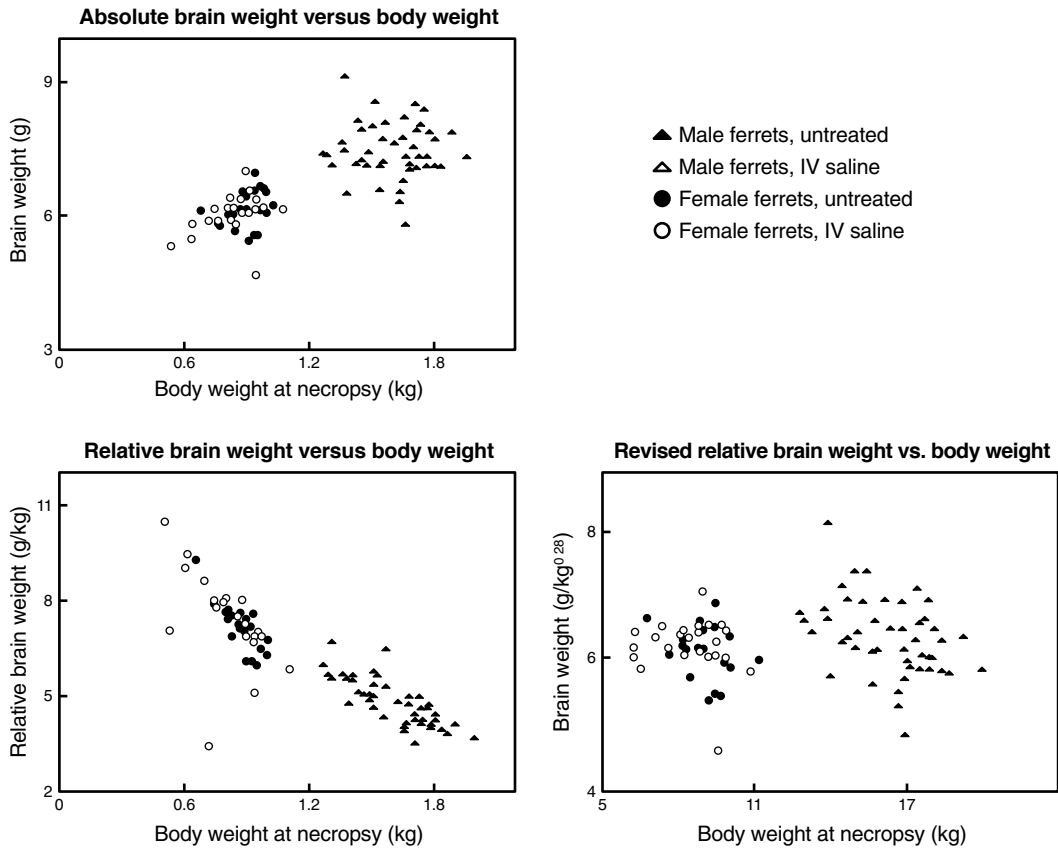 Absolute brain weight versus body weight
9
6
3
0
0.6
1.2
1.8
Brain weight (g)
Body weight at necropsy (kg)
Male ferrets, untreated
Male ferrets, IV saline
Female ferrets, untreated
Female ferrets, IV saline
Relative brain weight versus body weight
11
8
5
2
0
0.6
1.2
1.8
Relative brain weight (g/kg)
Body weight at necropsy (kg)
Revised relative brain weight vs. body weight
8
6
4
5
11
17
Brain weight (g/kg^0 28)
Body weight at necropsy (kg)